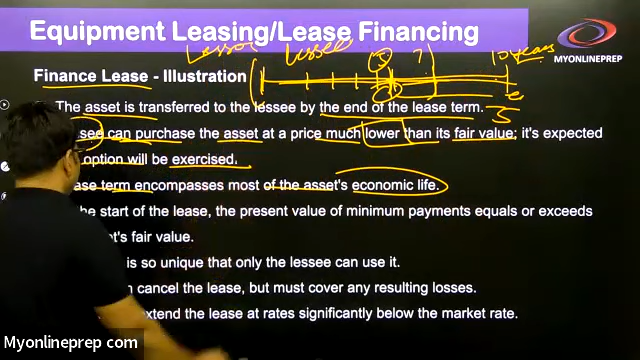 Equipment Leasing/Lease Financing
MYONLINEPREP
Lessor Lessee 5 7 10 years
Finance Lease - Illustration
The asset is transferred to the lessee by the end of the lease term.
see can purchase the asset at a price much lower than its fair value; it's expected
option will be exercised.
ase term encompasses most of the asset's economic life.
he start of the lease, the present value of minimum payments equals or exceeds
t's fair value.
is so unique that only the lessee can use it.
n cancel the lease, but must cover any resulting losses.
extend the lease at rates significantly below the market rate.
Myonlineprep com